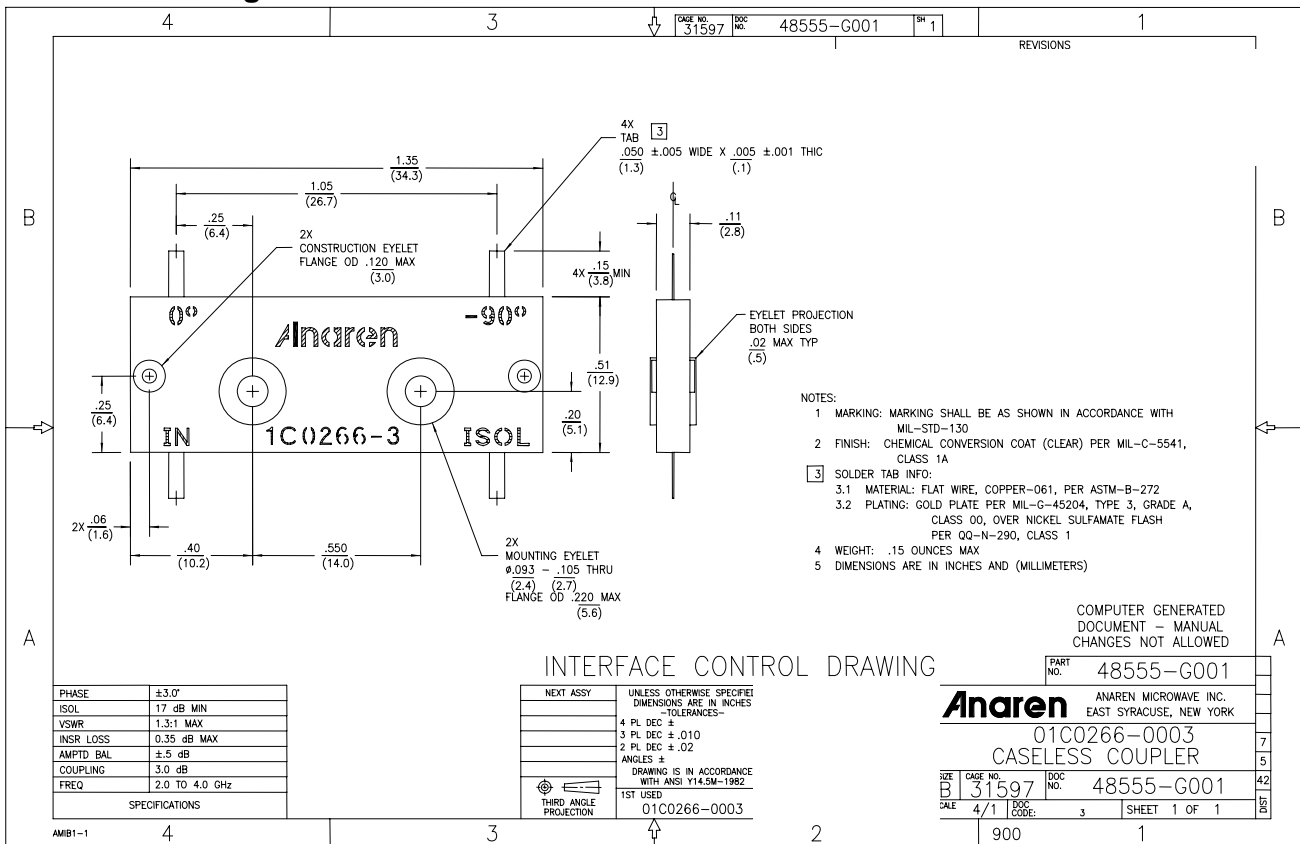 4
3
CAGE NO. 31597
DOC NO. 48555-G001
SH 1
1
REVISIONS
B
B
4X
TAB 3
.050 ±.005 WIDE X .005 ±.001 THIC
(1.3) (.1)
1.35
(34.3)
1.05
(26.7)
.25
(6.4)
2X
CONSTRUCTION EYELET
FLANGE OD .120 MAX
(3.0)
4X .15 MIN
(3.8)
.11
(2.8)
0°
-90°
Anaren
EYELET PROJECTION
BOTH SIDES
.02 MAX TYP
(.5)
.51
(12.9)
.25
(6.4)
.20
(5.1)
IN
1C0266-3
ISOL
2X .06
(1.6)
.40
(10.2)
.550
(14.0)
2X
MOUNTING EYELET
ø.093 - .105 THRU
(2.4) (2.7)
FLANGE OD .220 MAX
(5.6)
NOTES:
1 MARKING: MARKING SHALL BE AS SHOWN IN ACCORDANCE WITH
MIL-STD-130
2 FINISH: CHEMICAL CONVERSION COAT (CLEAR) PER MIL-C-5541,
CLASS 1A
3 SOLDER TAB INFO:
3.1 MATERIAL: FLAT WIRE, COPPER-061, PER ASTM-B-272
3.2 PLATING: GOLD PLATE PER MIL-G-45204, TYPE 3, GRADE A,
CLASS 00, OVER NICKEL SULFAMATE FLASH
PER QQ-N-290, CLASS 1
4 WEIGHT: .15 OUNCES MAX
5 DIMENSIONS ARE IN INCHES AND (MILLIMETERS)
COMPUTER GENERATED
DOCUMENT - MANUAL
CHANGES NOT ALLOWED
A
A
INTERFACE CONTROL DRAWING
PHASE ±3.0°
ISOL 17 dB MIN
VSWR 1.3:1 MAX
INSR LOSS 0.35 dB MAX
AMPTD BAL ±.5 dB
COUPLING 3.0 dB
FREQ 2.0 TO 4.0 GHz
SPECIFICATIONS
NEXT ASSY
THIRD ANGLE
PROJECTION
UNLESS OTHERWISE SPECIFIE
DIMENSIONS ARE IN INCHES
-TOLERANCES-
4 PL DEC ±
3 PL DEC ±.010
2 PL DEC ±.02
ANGLES ±
DRAWING IS IN ACCORDANCE
WITH ANSI Y14.5M-1982
1ST USED
01C0266-0003
PART NO. 48555-G001
Anaren
ANAREN MICROWAVE INC.
EAST SYRACUSE, NEW YORK
01C0266-0003
CASELESS COUPLER
SIZE B
CAGE NO. 31597
DOC NO. 48555-G001
CALE 4/1
DOC CODE: 3
SHEET 1 OF 1
7
5
42
DIST
AMIB1-1
4
3
2
900
1